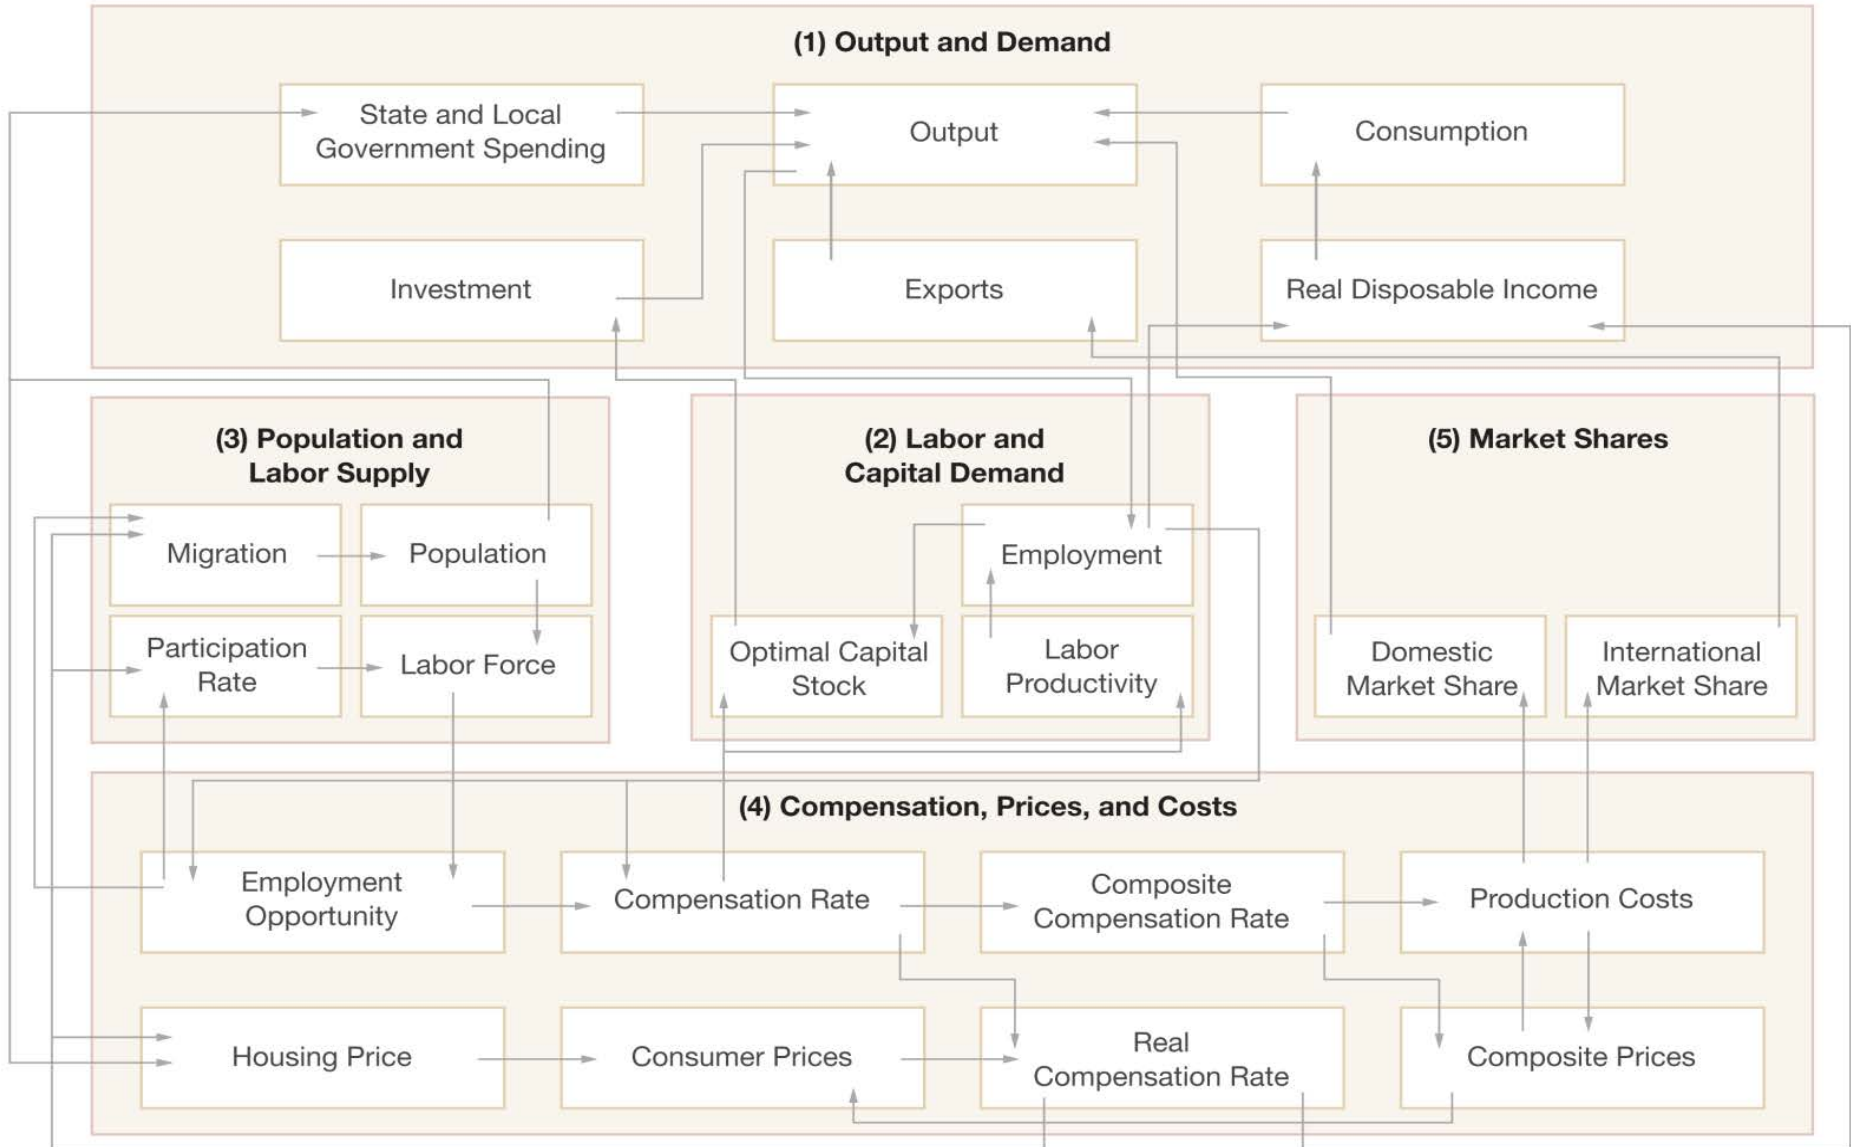 (1) Output and Demand
State and Local
Government Spending
Output
Consumption
Investment
Exports
Real Disposable Income
(3) Population and
Labor Supply
Migration
Population
Participation
Rate
Labor Force
(2) Labor and
Capital Demand
Employment
Optimal Capital
Stock
Labor
Productivity
(5) Market Shares
Domestic
Market Share
International
Market Share
(4) Compensation, Prices, and Costs
Employment
Opportunity
Compensation Rate
Composite
Compensation Rate
Production Costs
Housing Price
Consumer Prices
Real
Compensation Rate
Composite Prices